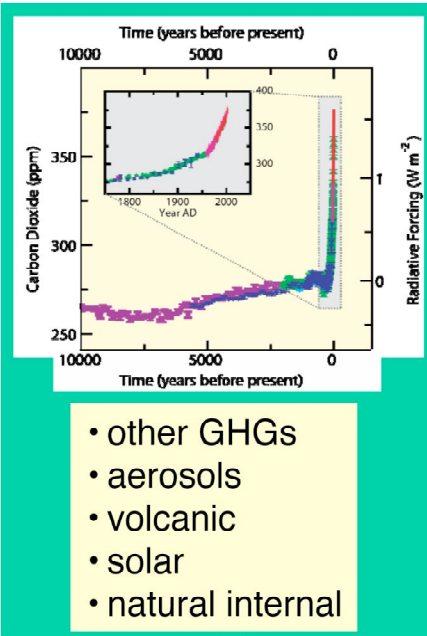 Time (years before present)
10000 5000 0
400
350
300
1800 1900 2000
Year AD
Carbon Dioxide (ppm)
350
300
250
Radiative Forcing (W m-2)
1
0
10000 5000 0
Time (years before present)
• other GHGs
• aerosols
• volcanic
• solar
• natural internal